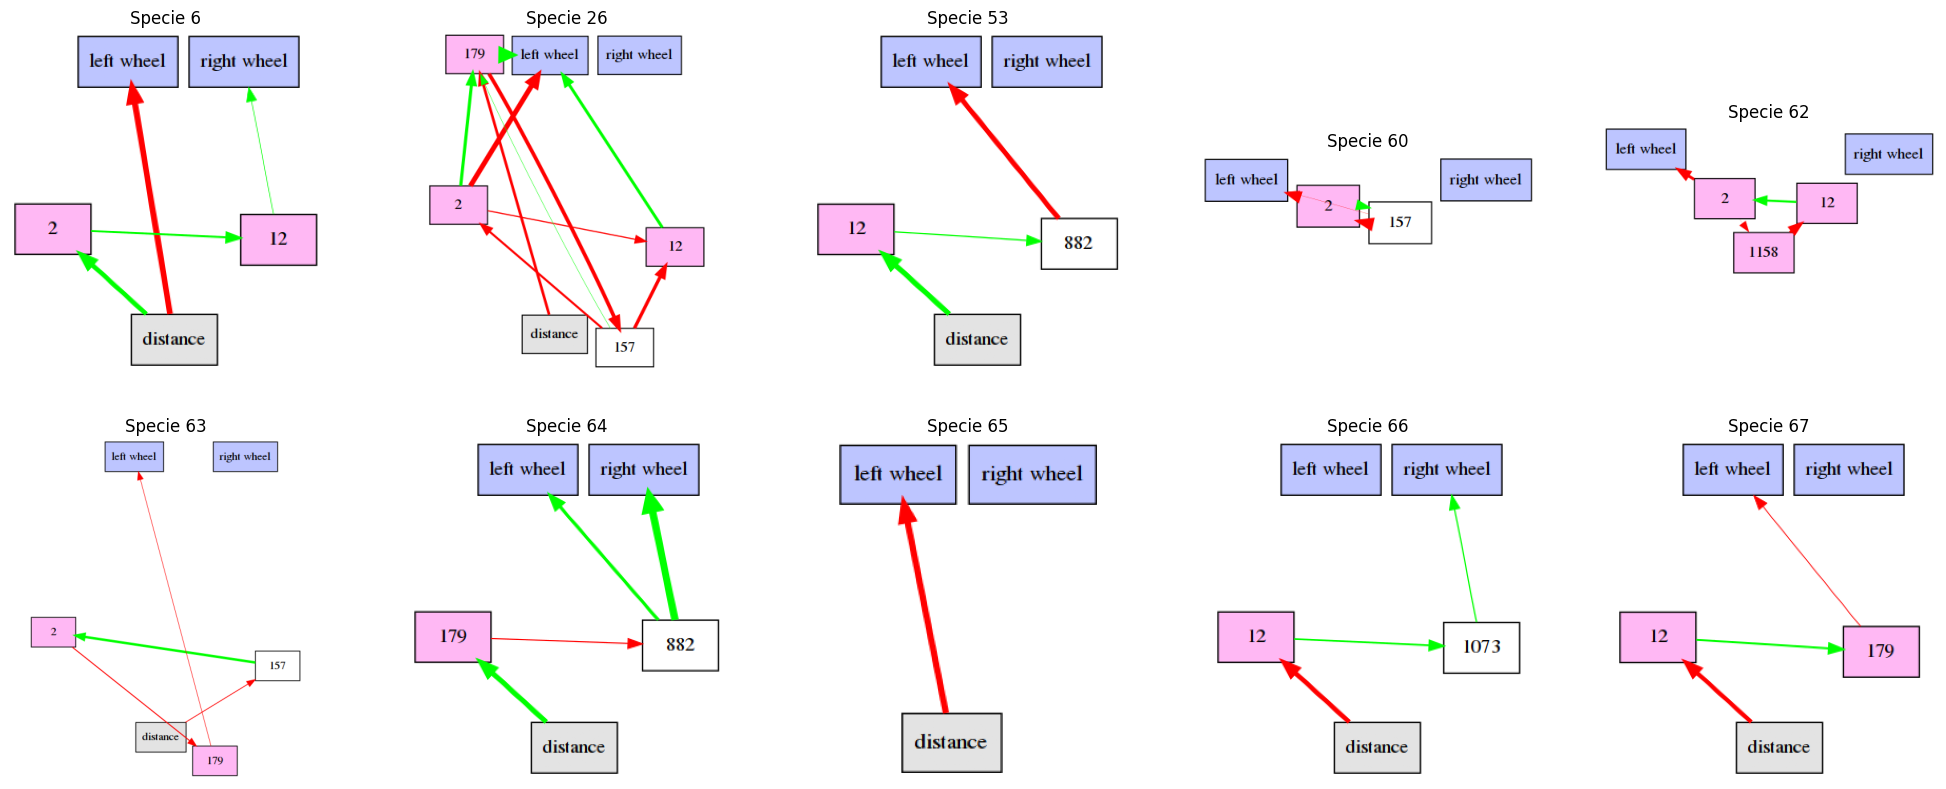 Specie 6
left wheel
right wheel
2
12
distance
Specie 26
179
left wheel
right wheel
2
12
distance
157
Specie 53
left wheel
right wheel
12
882
distance
Specie 60
left wheel
right wheel
2
157
Specie 62
left wheel
right wheel
2
12
1158
Specie 63
left wheel
right wheel
2
157
distance
179
Specie 64
left wheel
right wheel
179
882
distance
Specie 65
left wheel
right wheel
distance
Specie 66
left wheel
right wheel
12
1073
distance
Specie 67
left wheel
right wheel
12
179
distance